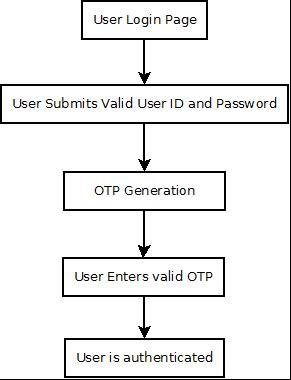 User Login Page
User Submits Valid User ID and Password
OTP Generation
User Enters valid OTP
User is authenticated